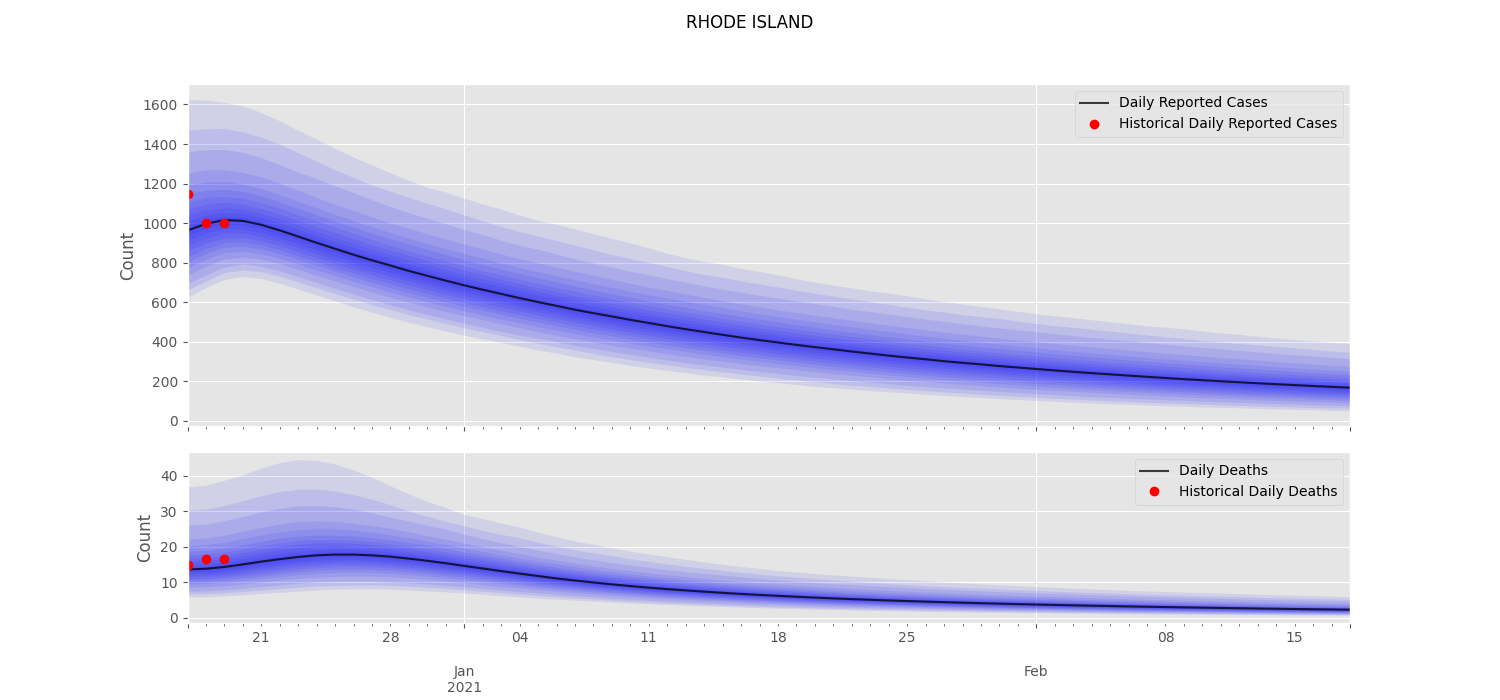 RHODE ISLAND
1600
1400
1200
1000
800
600
400
200
0
Count
Daily Reported Cases
Historical Daily Reported Cases
40
30
20
10
0
Count
Daily Deaths
Historical Daily Deaths
21 28 04 11 18 25 08 15
Jan Feb
2021